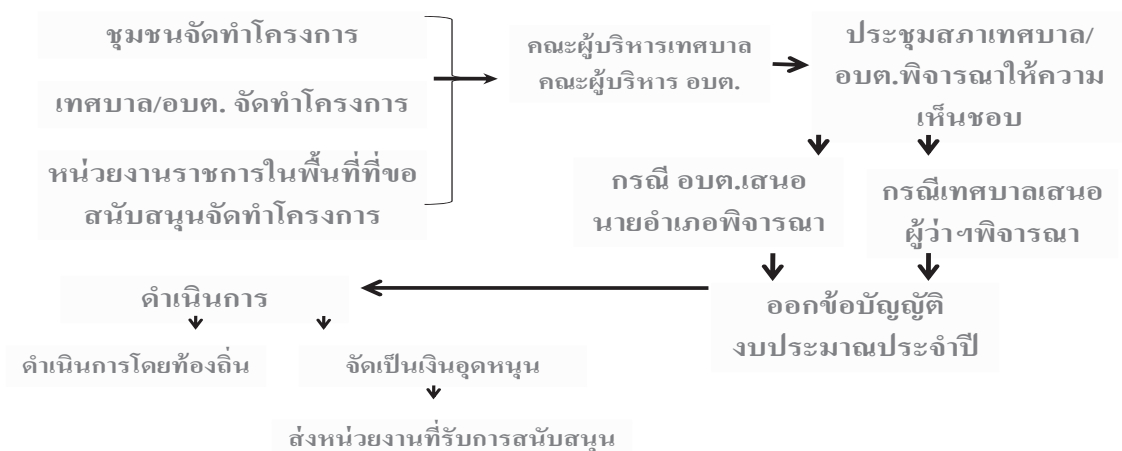 ชุมชนจัดทำโครงการ
เทศบาล/อบต. จัดทำโครงการ
หน่วยงานราชการในพื้นที่ที่ขอ
สนับสนุนจัดทำโครงการ
คณะผู้บริหารเทศบาล
คณะผู้บริหาร อบต.
ประชุมสภาเทศบาล/
อบต.พิจารณาให้ความ
เห็นชอบ
กรณี อบต.เสนอ
นายอำเภอพิจารณา
กรณีเทศบาลเสนอ
ผู้ว่าฯพิจารณา
ออกข้อบัญญัติ
งบประมาณประจำปี
ดำเนินการ
ดำเนินการโดยท้องถิ่น
จัดเป็นเงินอุดหนุน
ส่งหน่วยงานที่รับการสนับสนุน